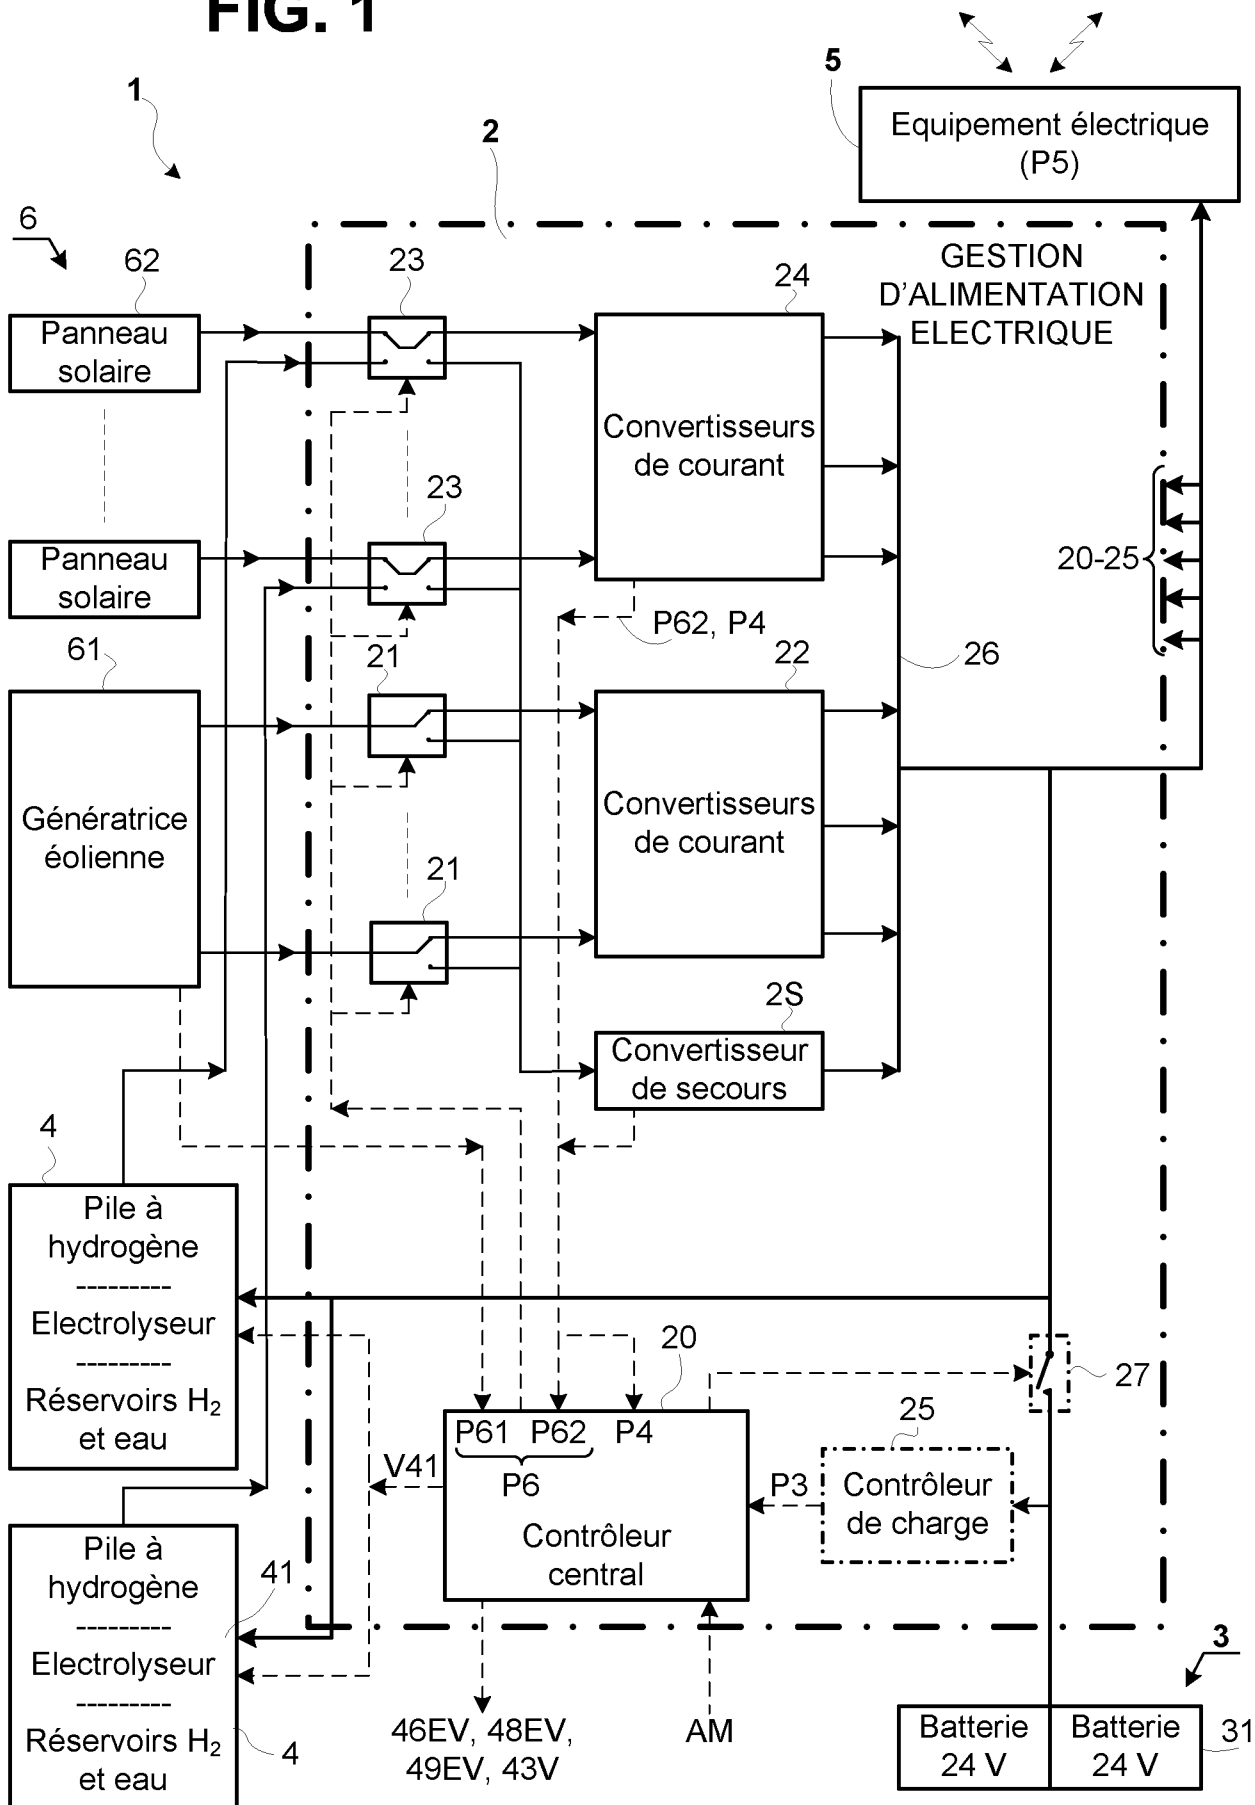 FIG. 1
1
2
5
Equipement électrique
(P5)
6
62
23
24
GESTION
D'ALIMENTATION
ELECTRIQUE
Panneau
solaire
Convertisseurs
de courant
23
Panneau
solaire
20-25
P62, P4
61
21
22
26
Génératrice
éolienne
Convertisseurs
de courant
21
2S
Convertisseur
de secours
4
Pile à
hydrogène
---------
Electrolyseur
---------
Réservoirs H₂
et eau
20
27
P61
P62
P4
P6
V41
Contrôleur
central
P3
25
Contrôleur
de charge
Pile à
hydrogène
41
---------
Electrolyseur
---------
Réservoirs H₂
et eau
4
46EV, 48EV,
49EV, 43V
AM
3
Batterie
24 V
Batterie
24 V
31